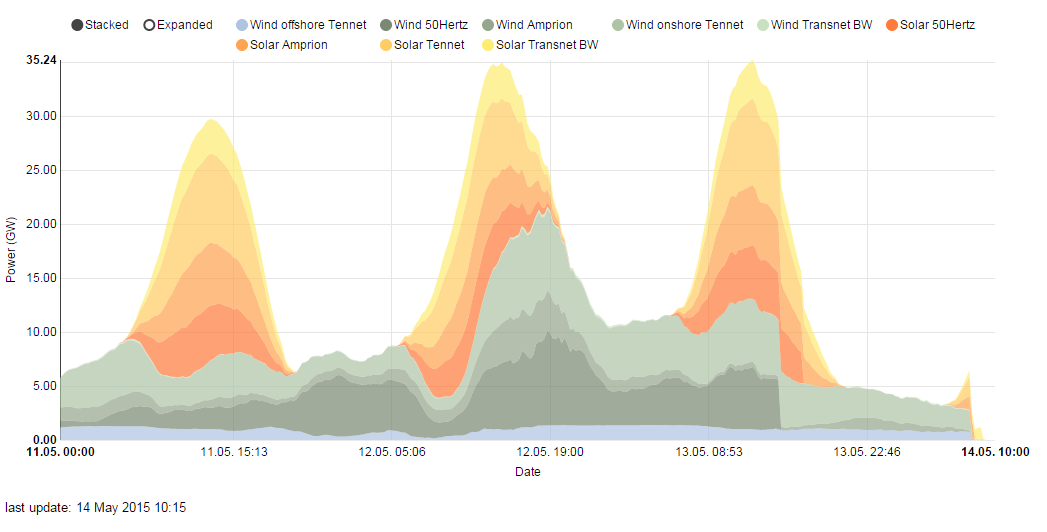 Stacked Expanded Wind offshore Tennet Wind 50Hertz Wind Amprion Wind onshore Tennet Wind Transnet BW Solar 50Hertz
Solar Amprion Solar Tennet Solar Transnet BW
35.24
30.00
25.00
20.00
15.00
10.00
5.00
0.00
Power (GW)
11.05. 00:00 11.05. 15:13 12.05. 05:06 12.05. 19:00 13.05. 08:53 13.05. 22:46 14.05. 10:00
Date
last update: 14 May 2015 10:15